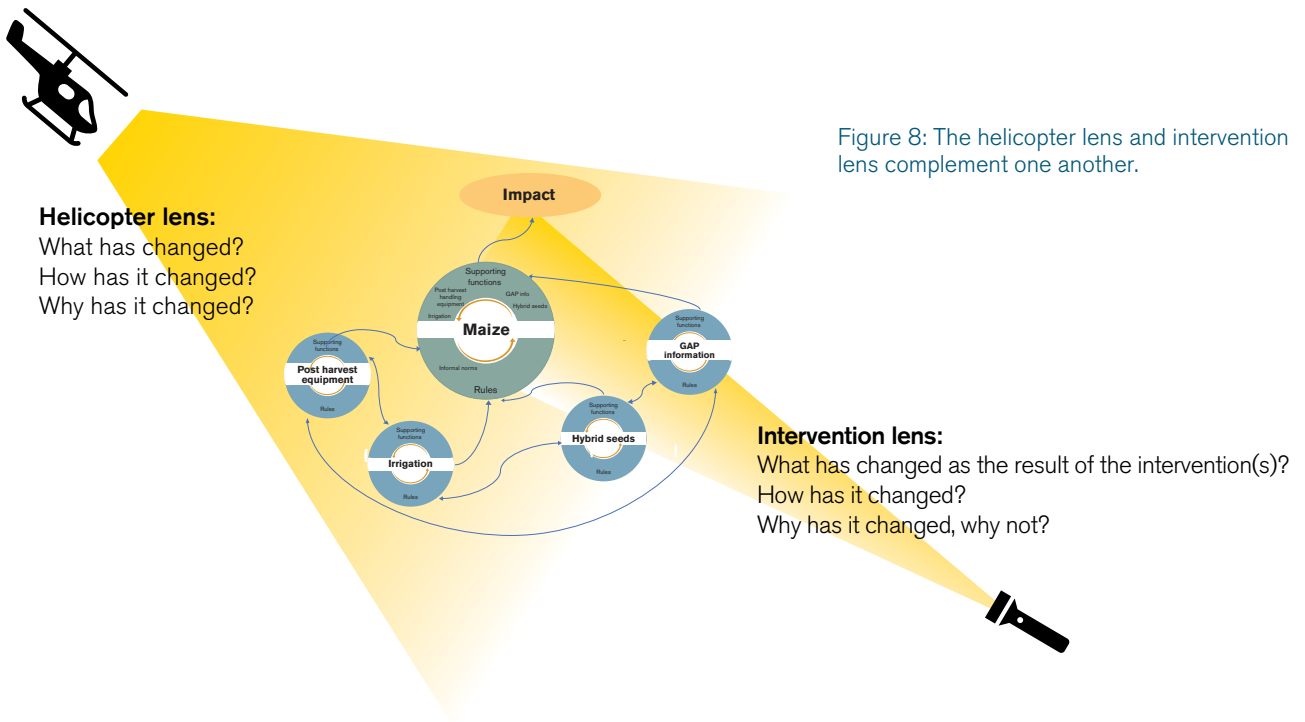 Figure 8: The helicopter lens and intervention
lens complement one another.
Impact
Helicopter lens:
What has changed?
How has it changed?
Why has it changed?
Supporting
functions
Post harvest
handling
equipment
GAP info
Hybrid seeds
Irrigation
Maize
Informal norms
Rules
Supporting
functions
GAP
information
Rules
Supporting
functions
Post harvest
equipment
Rules
Supporting
functions
Hybrid seeds
Rules
Supporting
functions
Irrigation
Rules
Intervention lens:
What has changed as the result of the intervention(s)?
How has it changed?
Why has it changed, why not?